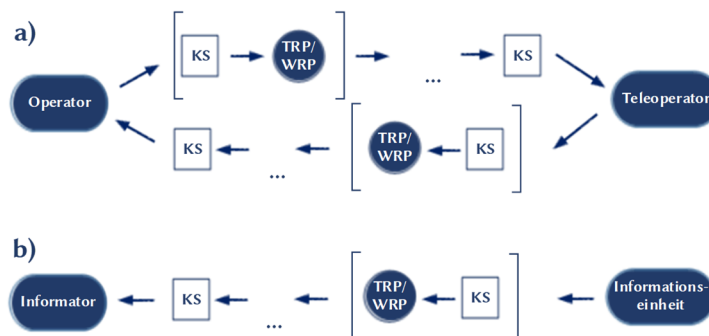 a)
KS
TRP/
WRP
...
KS
Operator
Teleoperator
KS
...
TRP/
WRP
KS
b)
Informator
KS
...
TRP/
WRP
KS
Informations-
einheit